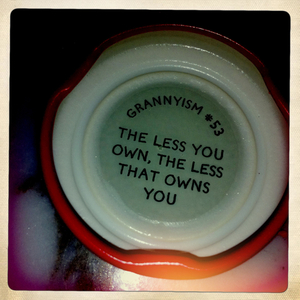 GRANNYISM #53
THE LESS YOU
OWN, THE LESS
THAT OWNS
YOU